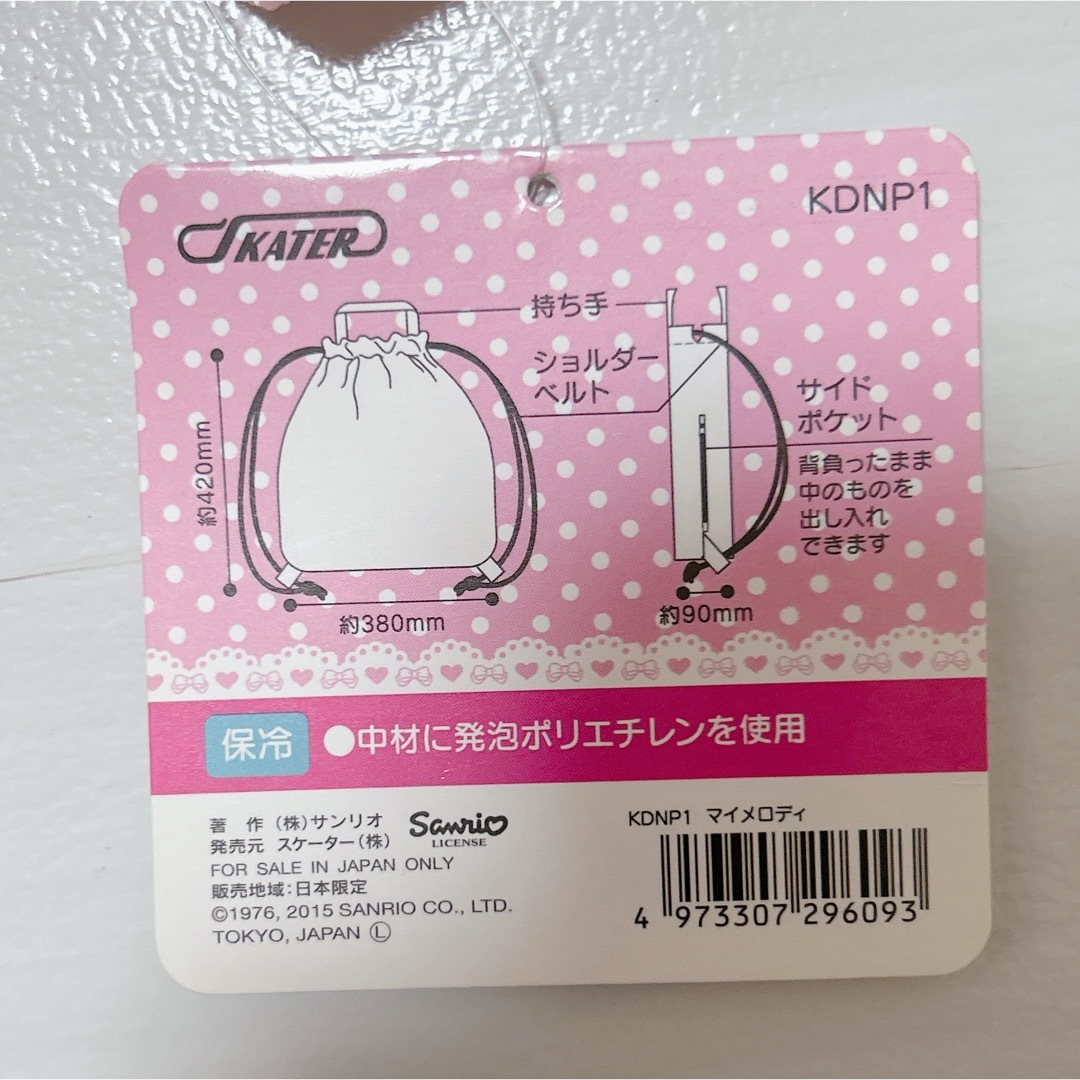 SKATER
KDNP1
持ち手
ショルダー
ベルト
サイド
ポケット
背負ったまま
中のものを
出し入れ
できます
約420mm
約380mm
約90mm
保冷 ●中材に発泡ポリエチレンを使用
著 作 (株)サンリオ
発売元 スケーター(株)
Sanrio
LICENSE
FOR SALE IN JAPAN ONLY
販売地域:日本限定
©1976, 2015 SANRIO CO., LTD.
TOKYO, JAPAN Ⓛ
KDNP1 マイメロディ
4 973307 296093